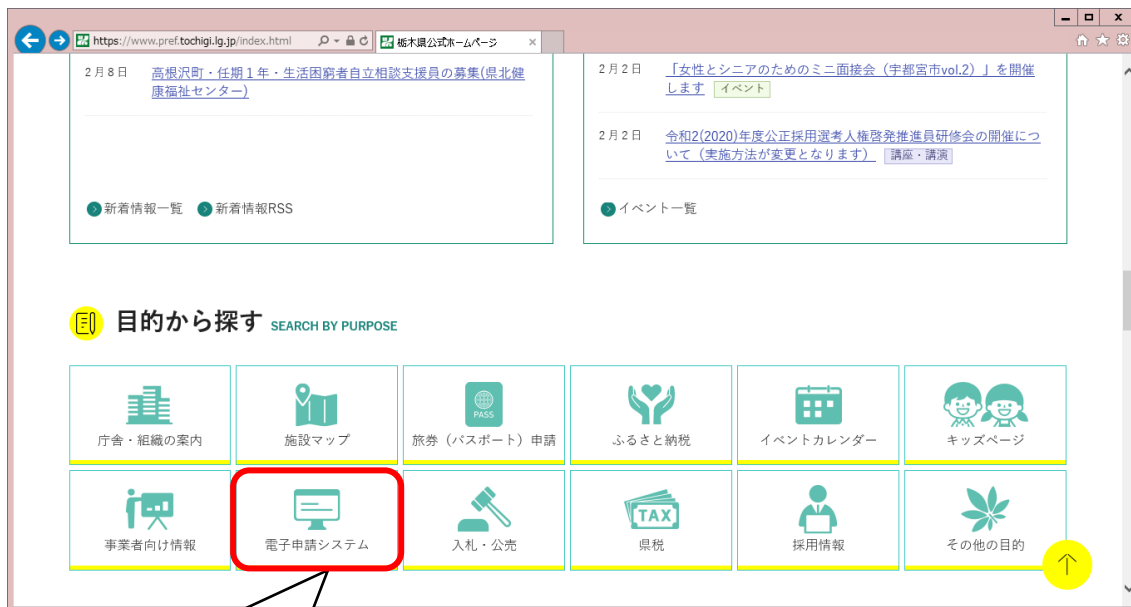 https://www.pref.tochigi.lg.jp/index.html
栃木県公式ホームページ
2月8日 高根沢町・任期1年・生活困窮者自立相談支援員の募集(県北健
康福祉センター)
新着情報一覧 新着情報RSS
2月2日 「女性とシニアのためのミニ面接会（宇都宮市vol.2）」を開催
します イベント
2月2日 令和2(2020)年度公正採用選考人権啓発推進員研修会の開催につ
いて（実施方法が変更となります） 講座・講演
イベント一覧
目的から探す SEARCH BY PURPOSE
庁舎・組織の案内
施設マップ
PASS
旅券（パスポート）申請
ふるさと納税
イベントカレンダー
キッズページ
事業者向け情報
電子申請システム
入札・公売
TAX
県税
採用情報
その他の目的